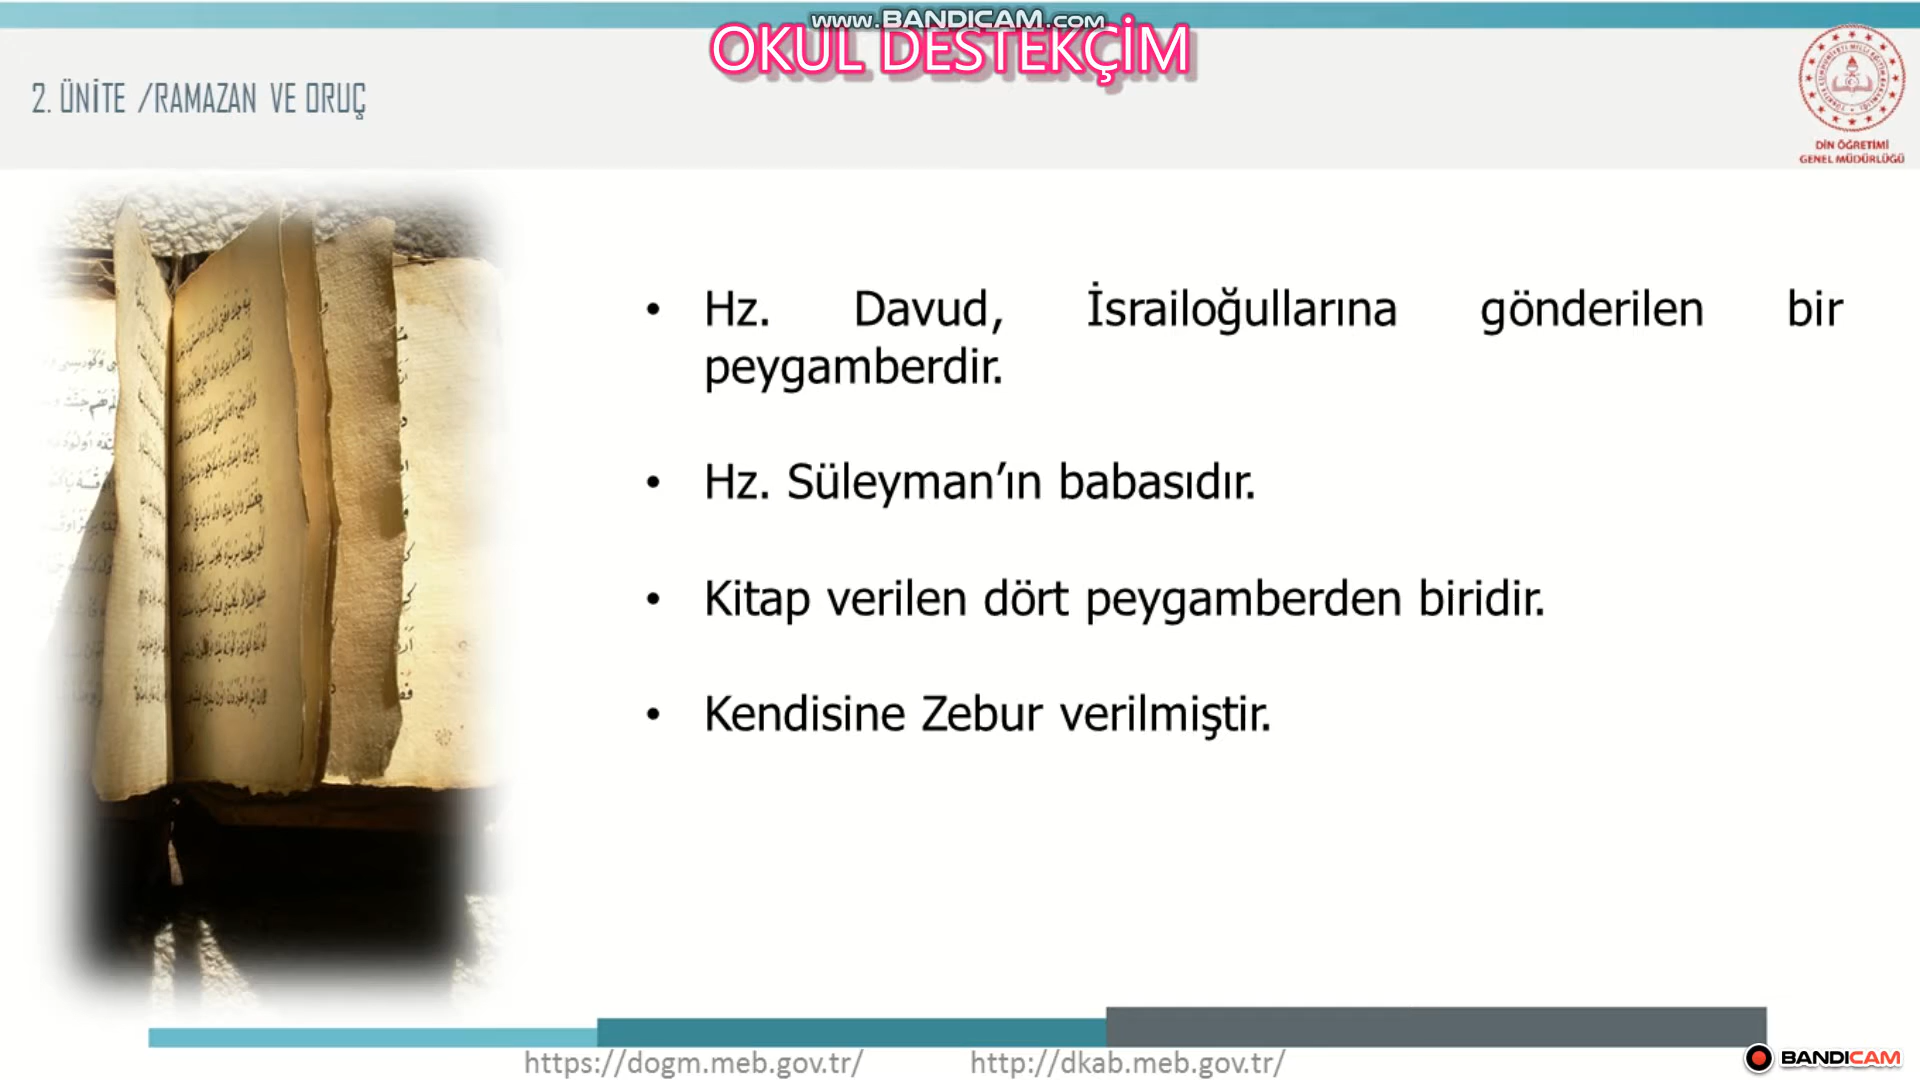 www.BANDICAM.com
OKUL DESTEKÇİM
2. ÜNİTE /RAMAZAN VE ORUÇ
DİN ÖĞRETİMİ
GENEL MÜDÜRLÜĞÜ
• Hz. Davud, İsrailoğullarına gönderilen bir
peygamberdir.
• Hz. Süleyman’ın babasıdır.
• Kitap verilen dört peygamberden biridir.
• Kendisine Zebur verilmiştir.
https://dogm.meb.gov.tr/ http://dkab.meb.gov.tr/
BANDICAM